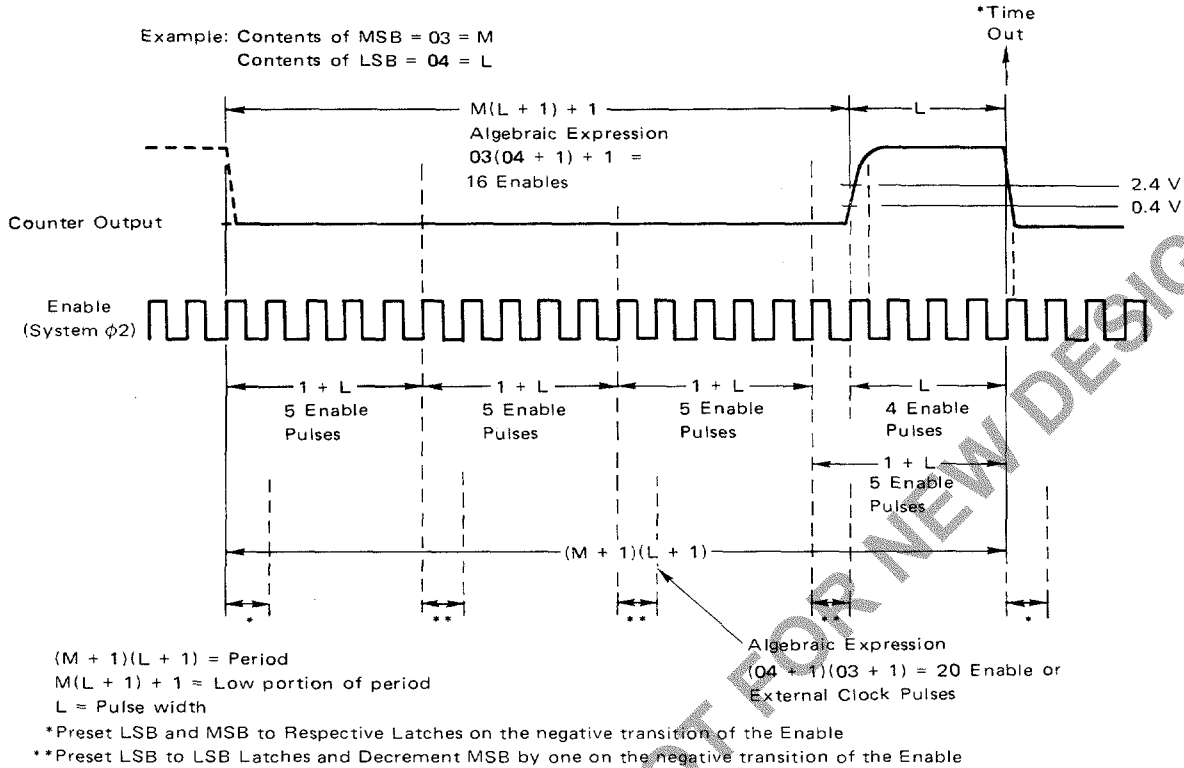 *Time
Out
Example: Contents of MSB = 03 = M
Contents of LSB = 04 = L
M(L + 1) + 1
L
Algebraic Expression
03(04 + 1) + 1 =
16 Enables
2.4 V
0.4 V
Counter Output
Enable
(System ϕ2)
1 + L
5 Enable
Pulses
1 + L
5 Enable
Pulses
1 + L
5 Enable
Pulses
L
4 Enable
Pulses
1 + L
5 Enable
Pulses
(M + 1)(L + 1)
*
**
**
**
*
Algebraic Expression
(04 + 1)(03 + 1) = 20 Enable or
External Clock Pulses
(M + 1)(L + 1) = Period
M(L + 1) + 1 = Low portion of period
L = Pulse width
*Preset LSB and MSB to Respective Latches on the negative transition of the Enable
**Preset LSB to LSB Latches and Decrement MSB by one on the negative transition of the Enable
FOR NEW DESIG